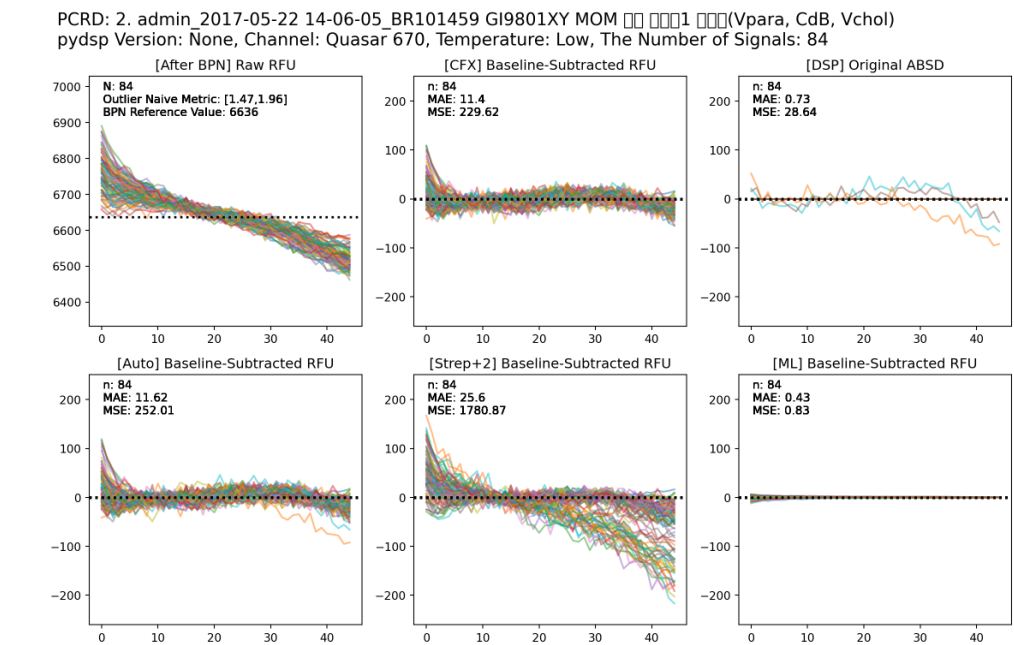 PCRD: 2. admin_2017-05-22 14-06-05_BR101459 GI9801XY MOM □□ □□□1 □□□(Vpara, CdB, Vchol)
pydsp Version: None, Channel: Quasar 670, Temperature: Low, The Number of Signals: 84
[After BPN] Raw RFU
N: 84
Outlier Naive Metric: [1.47,1.96]
BPN Reference Value: 6636
7000
6900
6800
6700
6600
6500
6400
0 10 20 30 40
[CFX] Baseline-Subtracted RFU
n: 84
MAE: 11.4
MSE: 229.62
200
100
0
−100
−200
0 10 20 30 40
[DSP] Original ABSD
n: 84
MAE: 0.73
MSE: 28.64
200
100
0
−100
−200
0 10 20 30 40
[Auto] Baseline-Subtracted RFU
n: 84
MAE: 11.62
MSE: 252.01
200
100
0
−100
−200
0 10 20 30 40
[Strep+2] Baseline-Subtracted RFU
n: 84
MAE: 25.6
MSE: 1780.87
200
100
0
−100
−200
0 10 20 30 40
[ML] Baseline-Subtracted RFU
n: 84
MAE: 0.43
MSE: 0.83
200
100
0
−100
−200
0 10 20 30 40